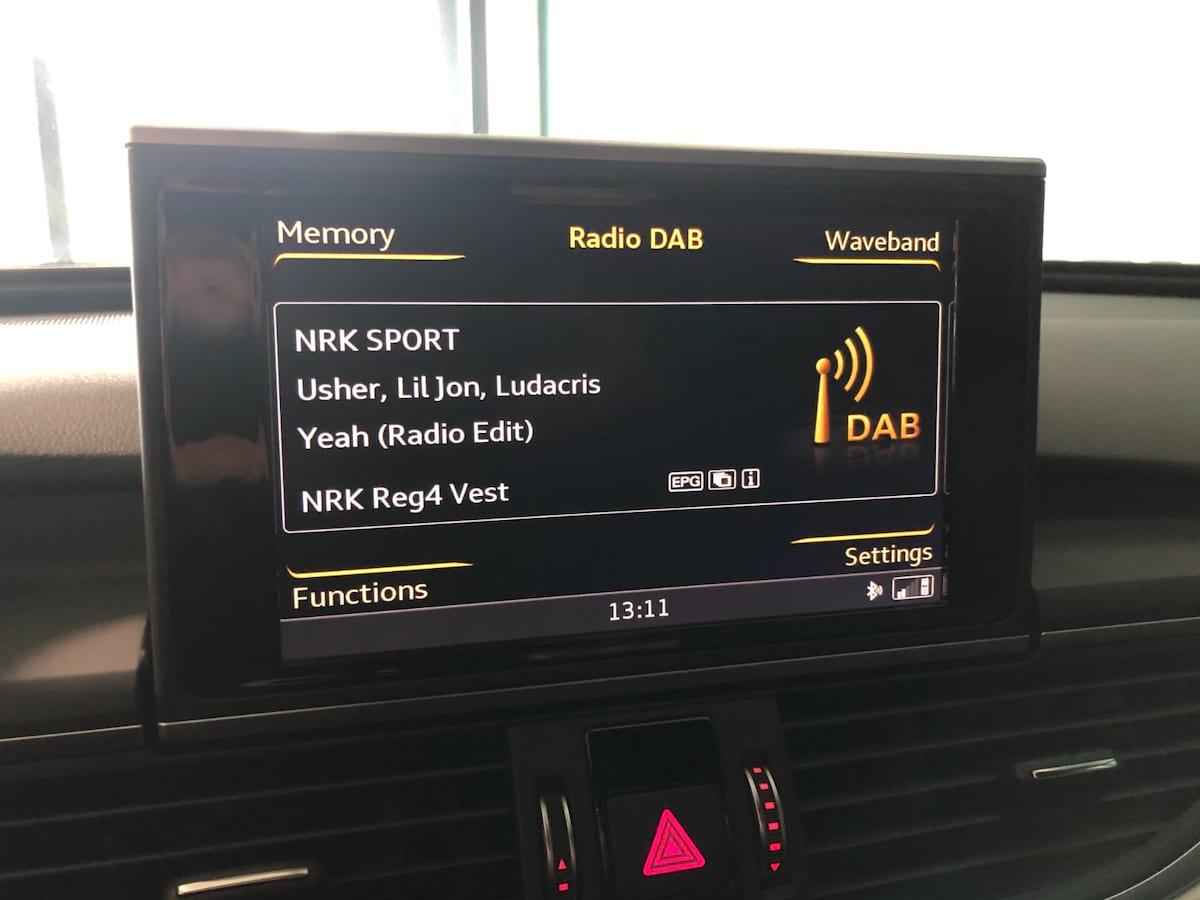 Memory
Radio DAB
Waveband
NRK SPORT
Usher, Lil Jon, Ludacris
Yeah (Radio Edit)
DAB
EPG
NRK Reg4 Vest
Settings
Functions
13:11